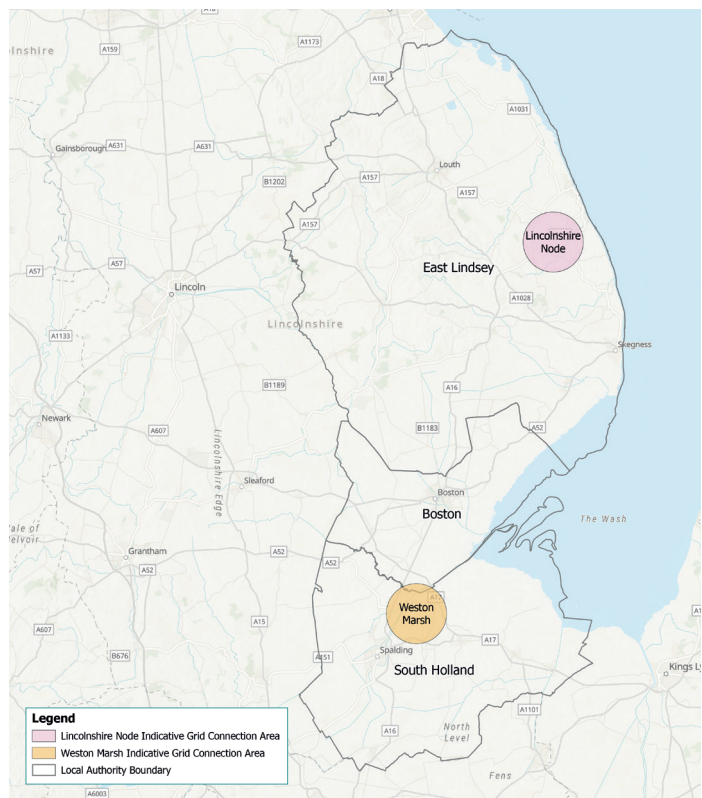 A18
A1173
A159
olnshire
A18
A1031
Gainsborough
A631
A631
Louth
A157
B1202
A157
A157
Lincolnshire
Node
A57
A57
East Lindsey
Lincoln
A1028
Lincolnshire
A1133
Skegness
B1189
A16
Newark
B1183
A52
A607
Lincolnshire Edge
Sleaford
Boston
Boston
The Wash
Vale of
Belvoir
Grantham
A52
A52
A52
A17
Weston
Marsh
A607
A15
A17
B676
A151
Spalding
South Holland
Kings Ly
A1101
North
Level
A16
Fens
A6003
Legend
Lincolnshire Node Indicative Grid Connection Area
Weston Marsh Indicative Grid Connection Area
Local Authority Boundary